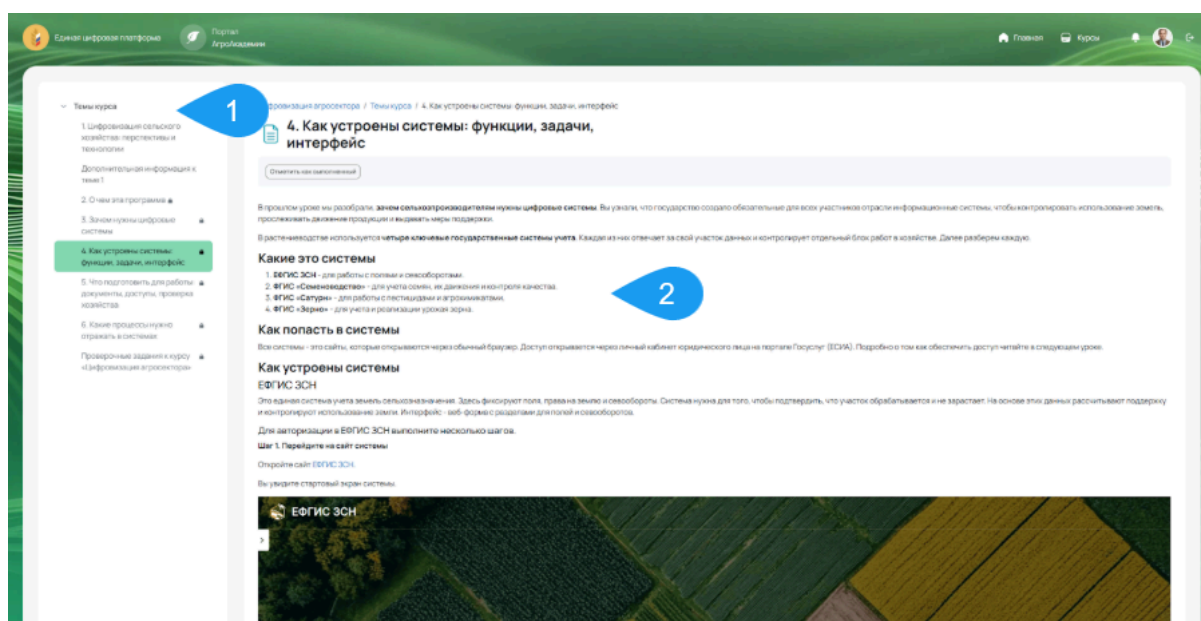 Единая цифровая платформа
Портал
АгроАкадемии
Главная
Курсы
Темы курса
1. Цифровизация сельского
хозяйства: перспективы и
технологии
Дополнительная информация к
теме 1
2. О чем эта программа
3. Зачем нужны цифровые
системы
4. Как устроены системы:
функции, задачи, интерфейс
5. Что подготовить для работы:
документы, доступы, проверка
хозяйства
6. Какие процессы нужно
отражать в системах
Проверочные задания к курсу
«Цифровизация агросектора»
1
Цифровизация агросектора / Темы курса / 4. Как устроены системы: функции, задачи, интерфейс
4. Как устроены системы: функции, задачи,
интерфейс
Отметить как выполненный
В прошлом уроке мы разобрали, зачем сельхозпроизводителям нужны цифровые системы. Вы узнали, что государство создало обязательные для всех участников отрасли информационные системы, чтобы контролировать использование земель,
прослеживать движение продукции и выдавать меры поддержки.
В растениеводстве используется четыре ключевые государственные системы учета. Каждая из них отвечает за свой участок данных и контролирует отдельный блок работ в хозяйстве. Далее разберем каждую.
Какие это системы
1. ЕФГИС ЗСН - для работы с полями и севооборотами.
2. ФГИС «Семеноводство» - для учета семян, их движения и контроля качества.
3. ФГИС «Сатурн» - для работы с пестицидами и агрохимикатами.
4. ФГИС «Зерно» - для учета и реализации урожая зерна.
2
Как попасть в системы
Все системы - это сайты, которые открываются через обычный браузер. Доступ открывается через личный кабинет юридического лица на портале Госуслуг (ЕСИА). Подробно о том как обеспечить доступ читайте в следующем уроке.
Как устроены системы
ЕФГИС ЗСН
Это единая система учета земель сельхозназначения. Здесь фиксируют поля, права на землю и севообороты. Система нужна для того, чтобы подтвердить, что участок обрабатывается и не зарастает. На основе этих данных рассчитывают поддержку
и контролируют использование земли. Интерфейс - веб-форма с разделами для полей и севооборотов.
Для авторизации в ЕФГИС ЗСН выполните несколько шагов.
Шаг 1. Перейдите на сайт системы
Откройте сайт ЕФГИС ЗСН.
Вы увидите стартовый экран системы.
ЕФГИС ЗСН